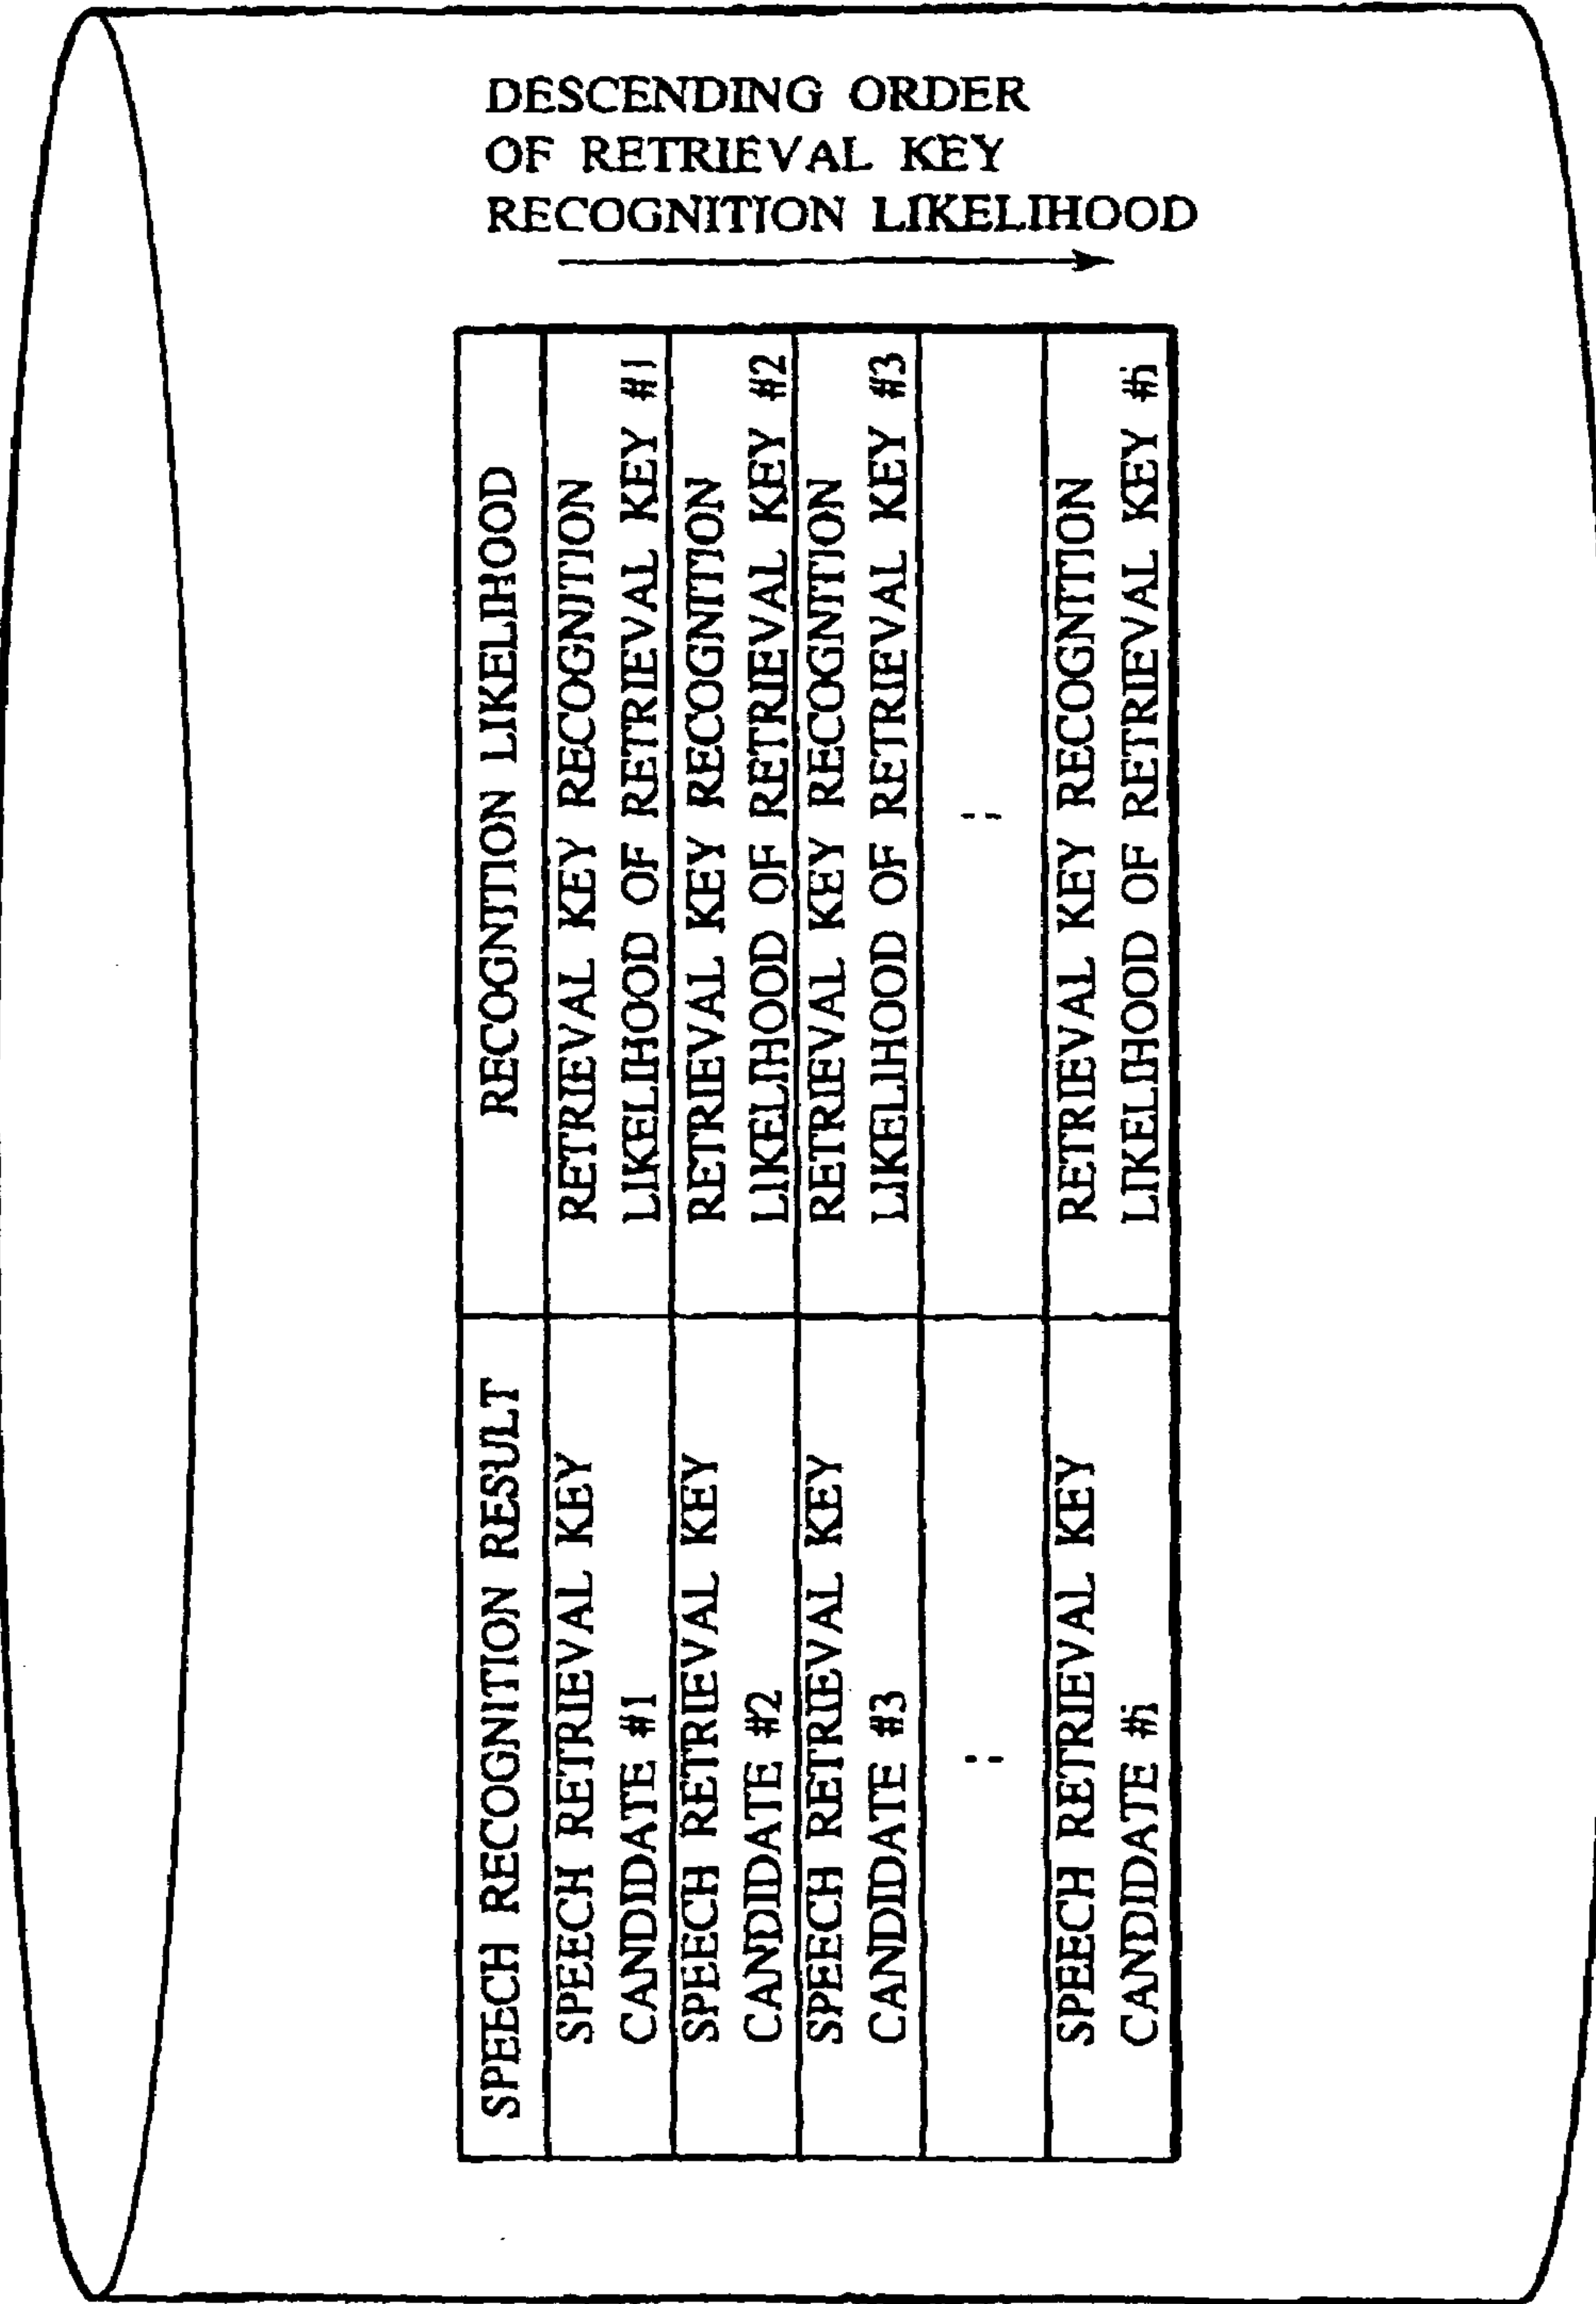 DESCENDING ORDER
OF RETRIEVAL KEY
RECOGNITION LIKELIHOOD
SPEECH RECOGNITION RESULT
RECOGNITION LIKELIHOOD
SPEECH RETRIEVAL KEY
CANDIDATE #1
RETRIEVAL KEY RECOGNITION
LIKELIHOOD OF RETRIEVAL KEY #1
SPEECH RETRIEVAL KEY
CANDIDATE #2
RETRIEVAL KEY RECOGNITION
LIKELIHOOD OF RETRIEVAL KEY #2
SPEECH RETRIEVAL KEY
CANDIDATE #3
RETRIEVAL KEY RECOGNITION
LIKELIHOOD OF RETRIEVAL KEY #3
:
:
SPEECH RETRIEVAL KEY
CANDIDATE #i
RETRIEVAL KEY RECOGNITION
LIKELIHOOD OF RETRIEVAL KEY #i